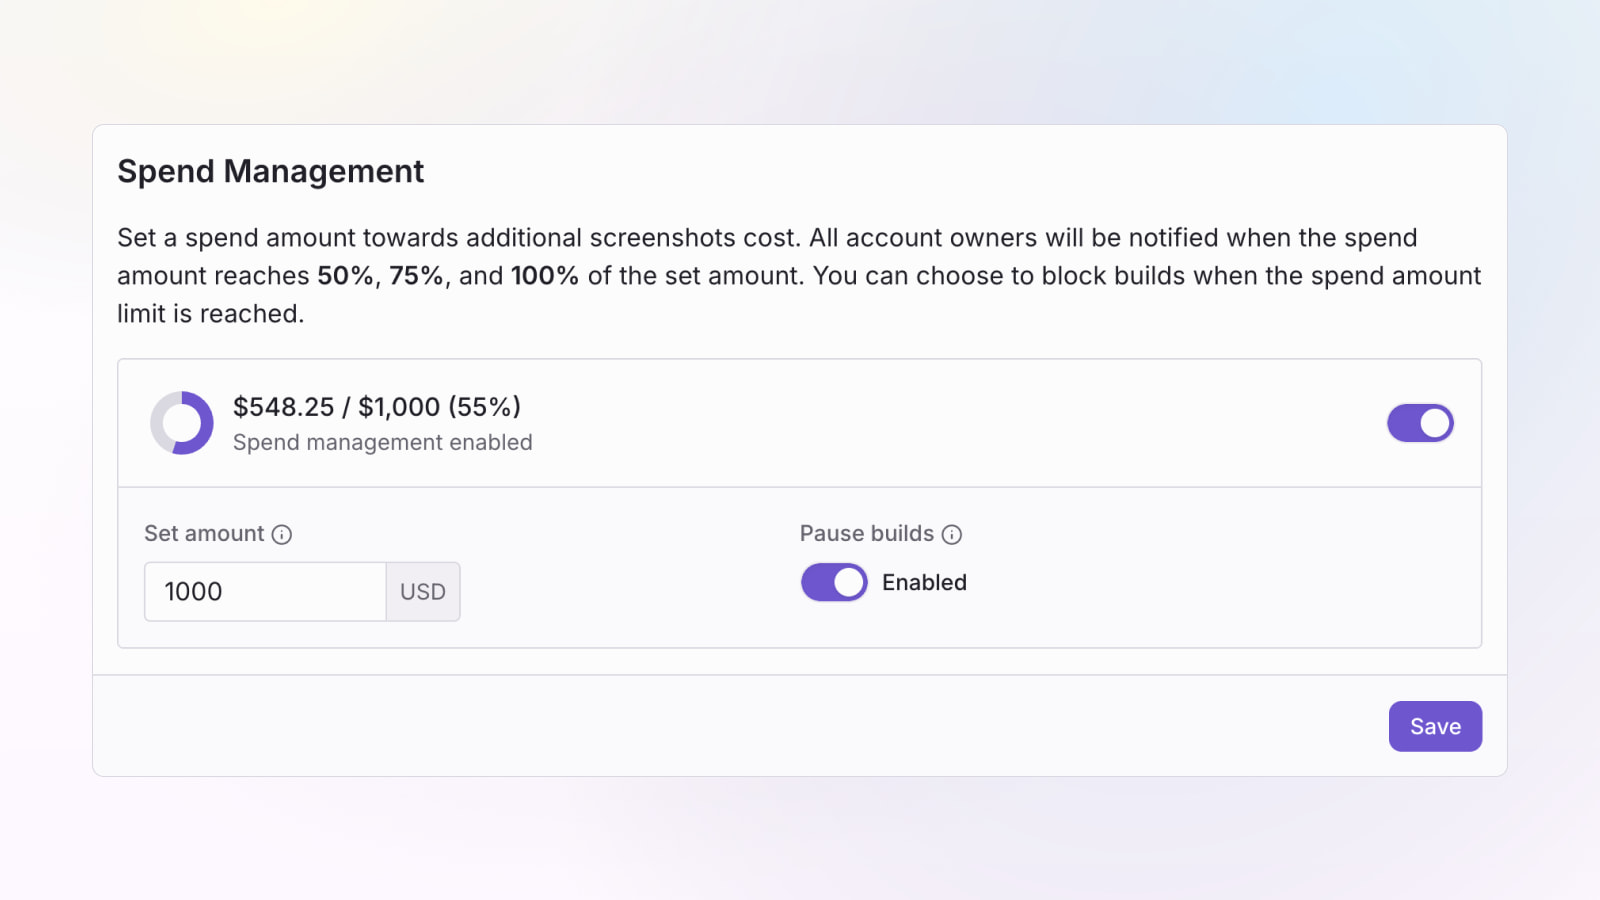 Spend Management
Set a spend amount towards additional screenshots cost. All account owners will be notified when the spend
amount reaches 50%, 75%, and 100% of the set amount. You can choose to block builds when the spend amount
limit is reached.
$548.25 / $1,000 (55%)
Spend management enabled
Set amount
1000
USD
Pause builds
Enabled
Save